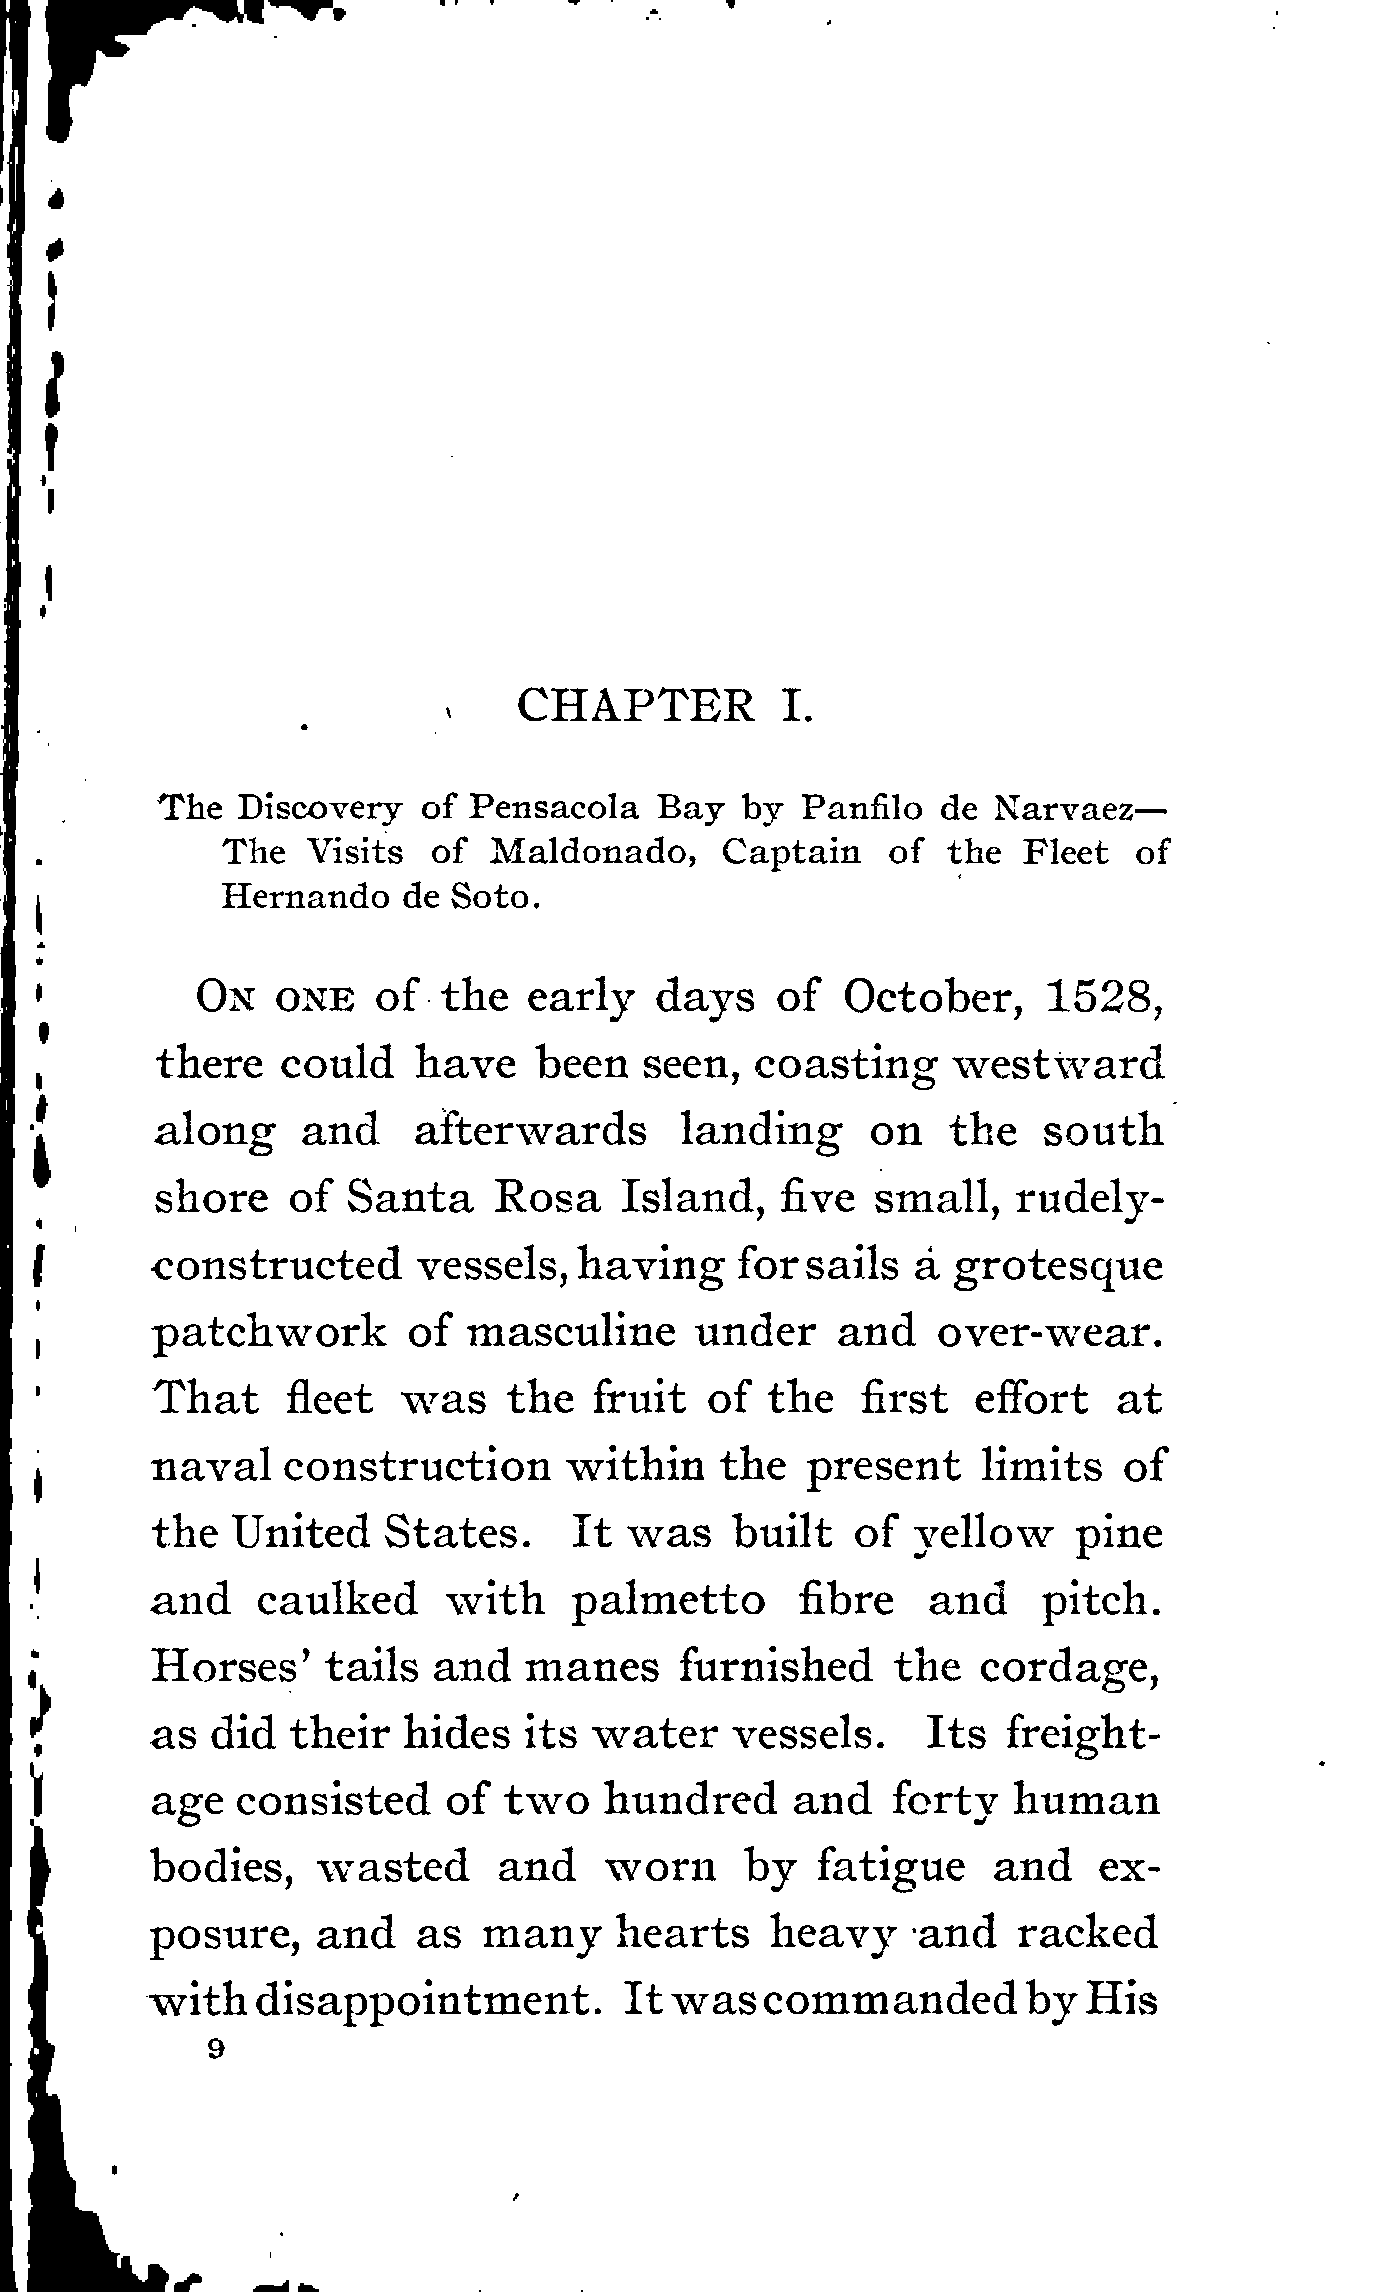 CHAPTER I.
The Discovery of Pensacola Bay by Panfilo de Narvaez—
The Visits of Maldonado, Captain of the Fleet of
Hernando de Soto.
On one of the early days of October, 1528,
there could have been seen, coasting westward
along and afterwards landing on the south
shore of Santa Rosa Island, five small, rudely-
constructed vessels, having for sails a grotesque
patchwork of masculine under and over-wear.
That fleet was the fruit of the first effort at
naval construction within the present limits of
the United States. It was built of yellow pine
and caulked with palmetto fibre and pitch.
Horses' tails and manes furnished the cordage,
as did their hides its water vessels. Its freight-
age consisted of two hundred and forty human
bodies, wasted and worn by fatigue and ex-
posure, and as many hearts heavy and racked
with disappointment. It was commanded by His
9